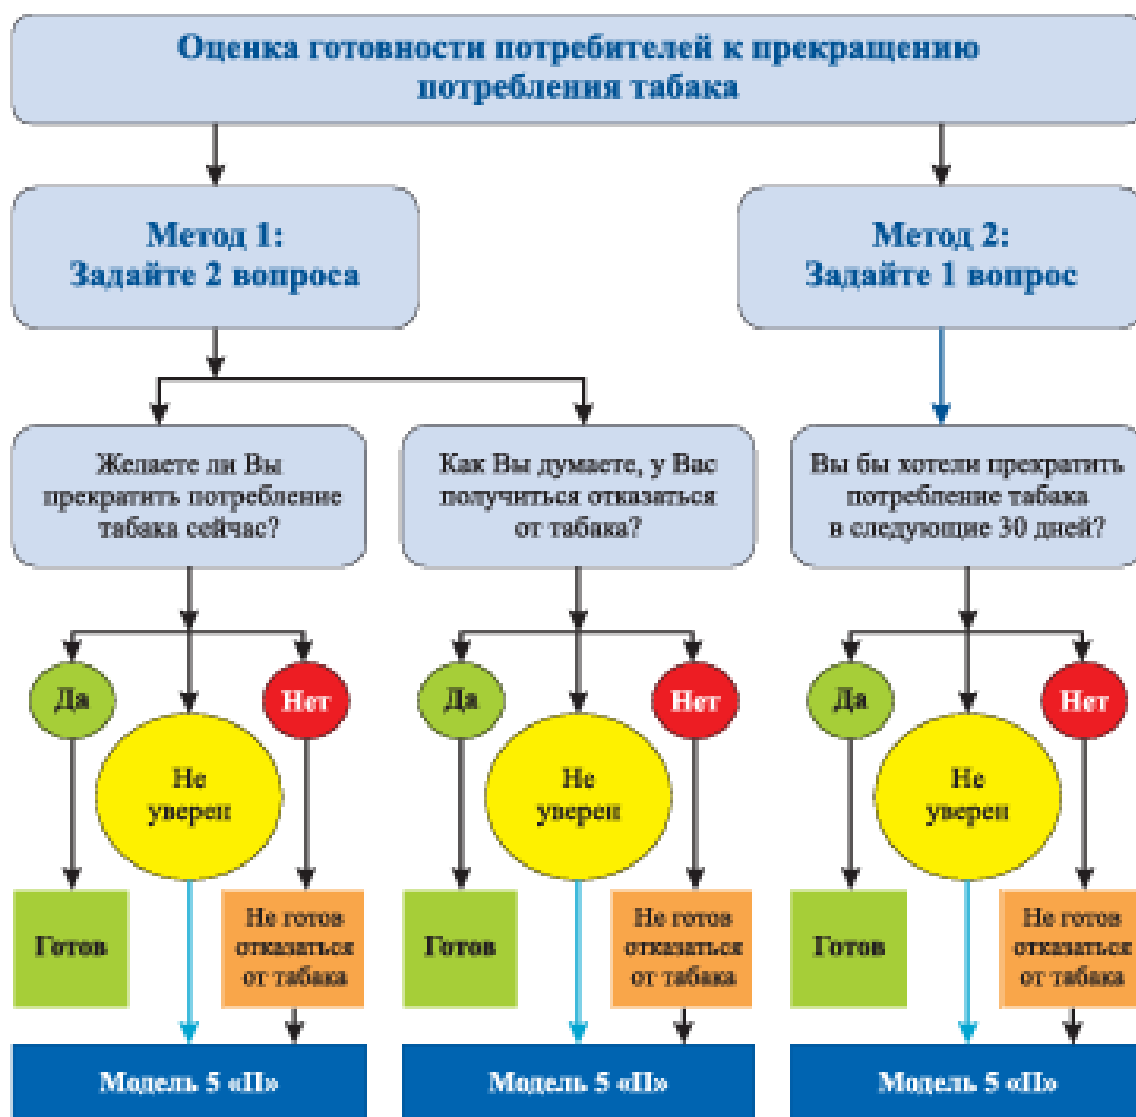 Оценка готовности потребителей к прекращению
потребления табака
Метод 1:
Задайте 2 вопроса
Метод 2:
Задайте 1 вопрос
Желаете ли Вы
прекратить потребление
табака сейчас?
Как Вы думаете, у Вас
получиться отказаться
от табака?
Вы бы хотели прекратить
потребление табака
в следующие 30 дней?
Да
Нет
Не
уверен
Да
Нет
Не
уверен
Да
Нет
Не
уверен
Готов
Не готов
отказаться
от табака
Готов
Не готов
отказаться
от табака
Готов
Не готов
отказаться
от табака
Модель 5 «П»
Модель 5 «П»
Модель 5 «П»